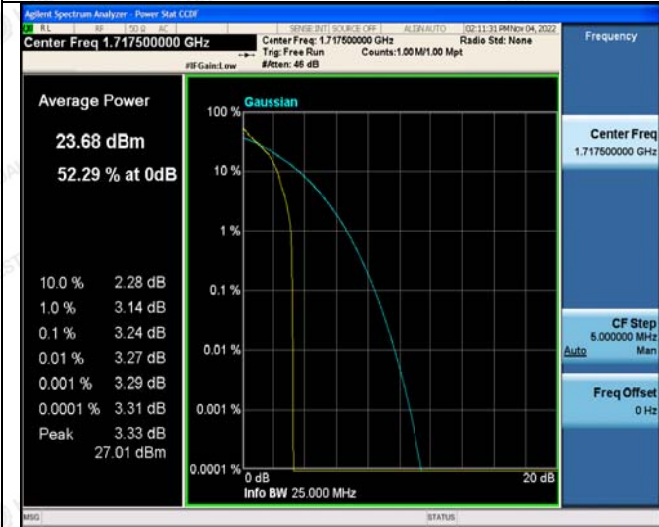 Agilent Spectrum Analyzer - Power Stat CCDF
RL RF 50 Ω AC SENSE:INT SOURCE OFF ALIGNAUTO 02:11:31 PM Nov 04, 2022
Center Freq 1.717500000 GHz
Center Freq: 1.717500000 GHz
Radio Std: None
Trig: Free Run
Counts:1.00 M/1.00 Mpt
#IFGain:Low
#Atten: 46 dB
Frequency
Average Power
23.68 dBm
52.29 % at 0dB
10.0 % 2.28 dB
1.0 % 3.14 dB
0.1 % 3.24 dB
0.01 % 3.27 dB
0.001 % 3.29 dB
0.0001 % 3.31 dB
Peak 3.33 dB
27.01 dBm
Gaussian
100 %
10 %
1 %
0.1 %
0.01 %
0.001 %
0.0001 %
0 dB
20 dB
Info BW 25.000 MHz
Center Freq
1.717500000 GHz
CF Step
5.000000 MHz
Auto Man
Freq Offset
0 Hz
MSG STATUS